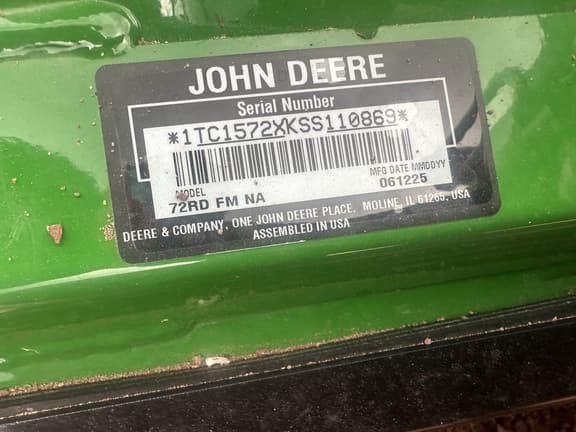 JOHN DEERE
Serial Number
*1TC1572XKSS110869*
MODEL
MFG DATE MMDDYY
72RD FM NA
061225
DEERE & COMPANY, ONE JOHN DEERE PLACE, MOLINE, IL 61265, USA
ASSEMBLED IN USA